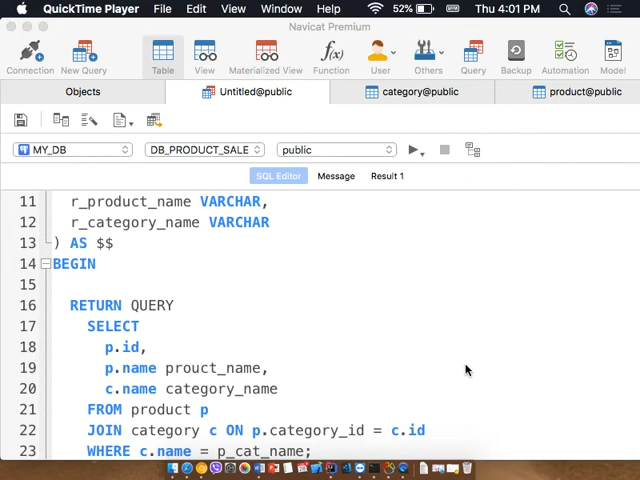 QuickTime Player File Edit View Window Help 52% Thu 4:01 PM
Navicat Premium
Connection New Query Table View Materialized View Function User Others Query Backup Automation Model
Objects Untitled@public category@public product@public
MY_DB DB_PRODUCT_SALE public
SQL Editor Message Result 1
11 r_product_name VARCHAR,
12 r_category_name VARCHAR
13 ) AS $$
14 BEGIN
15
16 RETURN QUERY
17 SELECT
18 p.id,
19 p.name prouct_name,
20 c.name category_name
21 FROM product p
22 JOIN category c ON p.category_id = c.id
23 WHERE c.name = p_cat_name;